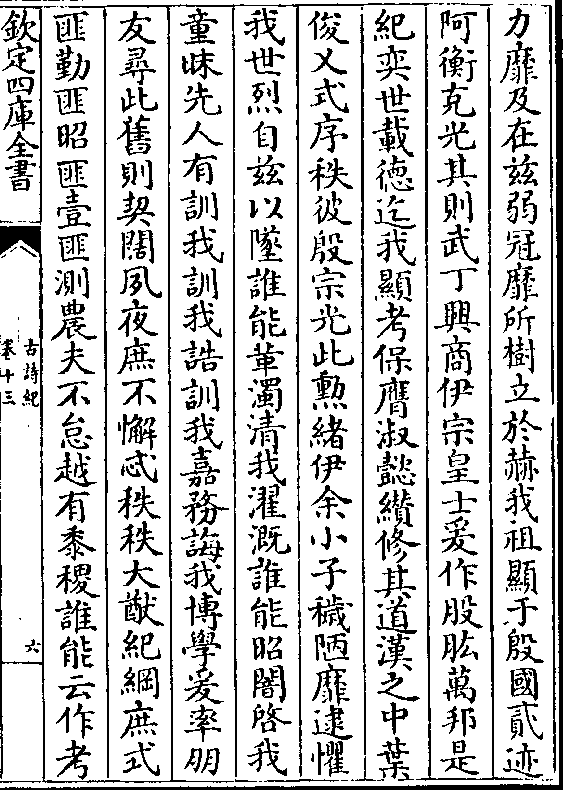 力靡及在兹弱冠靡所樹立於赫我祖顯于殷國貳迹
阿衡克光其則武丁興商伊宗皇士爰作股肱萬邦是
紀奕世載德迄我顯考保膺淑懿纘修其道漢之中葉
俊乂式序秩彼殷宗光此勲緒伊余小子穢陋靡逮懼
我世烈自兹以墜誰能革濁清我濯溉誰能昭闇啓我
童昧先人有訓我訓我誥訓我嘉務誨我博學爰率朋
友尋此舊則契闊夙夜庶不懈忒秩秩大猷紀綱庶式
匪勤匪昭匪壹匪測農夫不怠越有黍稷誰能云作考
欽定四庫全書
古詩紀
卷十三
六